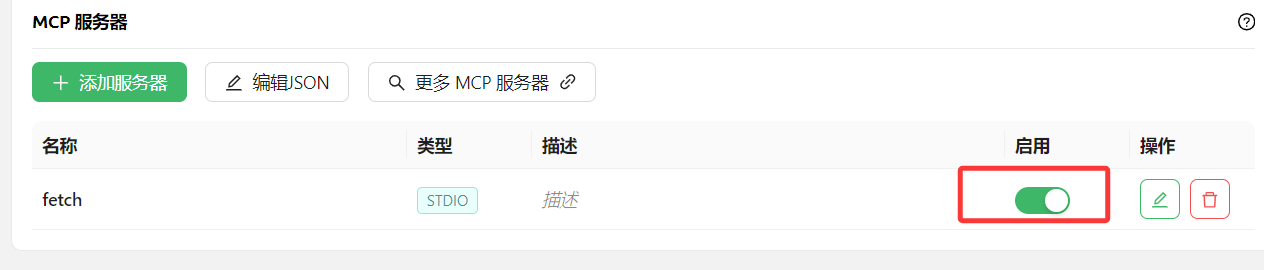 MCP 服务器
添加服务器 编辑JSON 更多 MCP 服务器
名称 类型 描述 启用 操作
fetch STDIO 描述